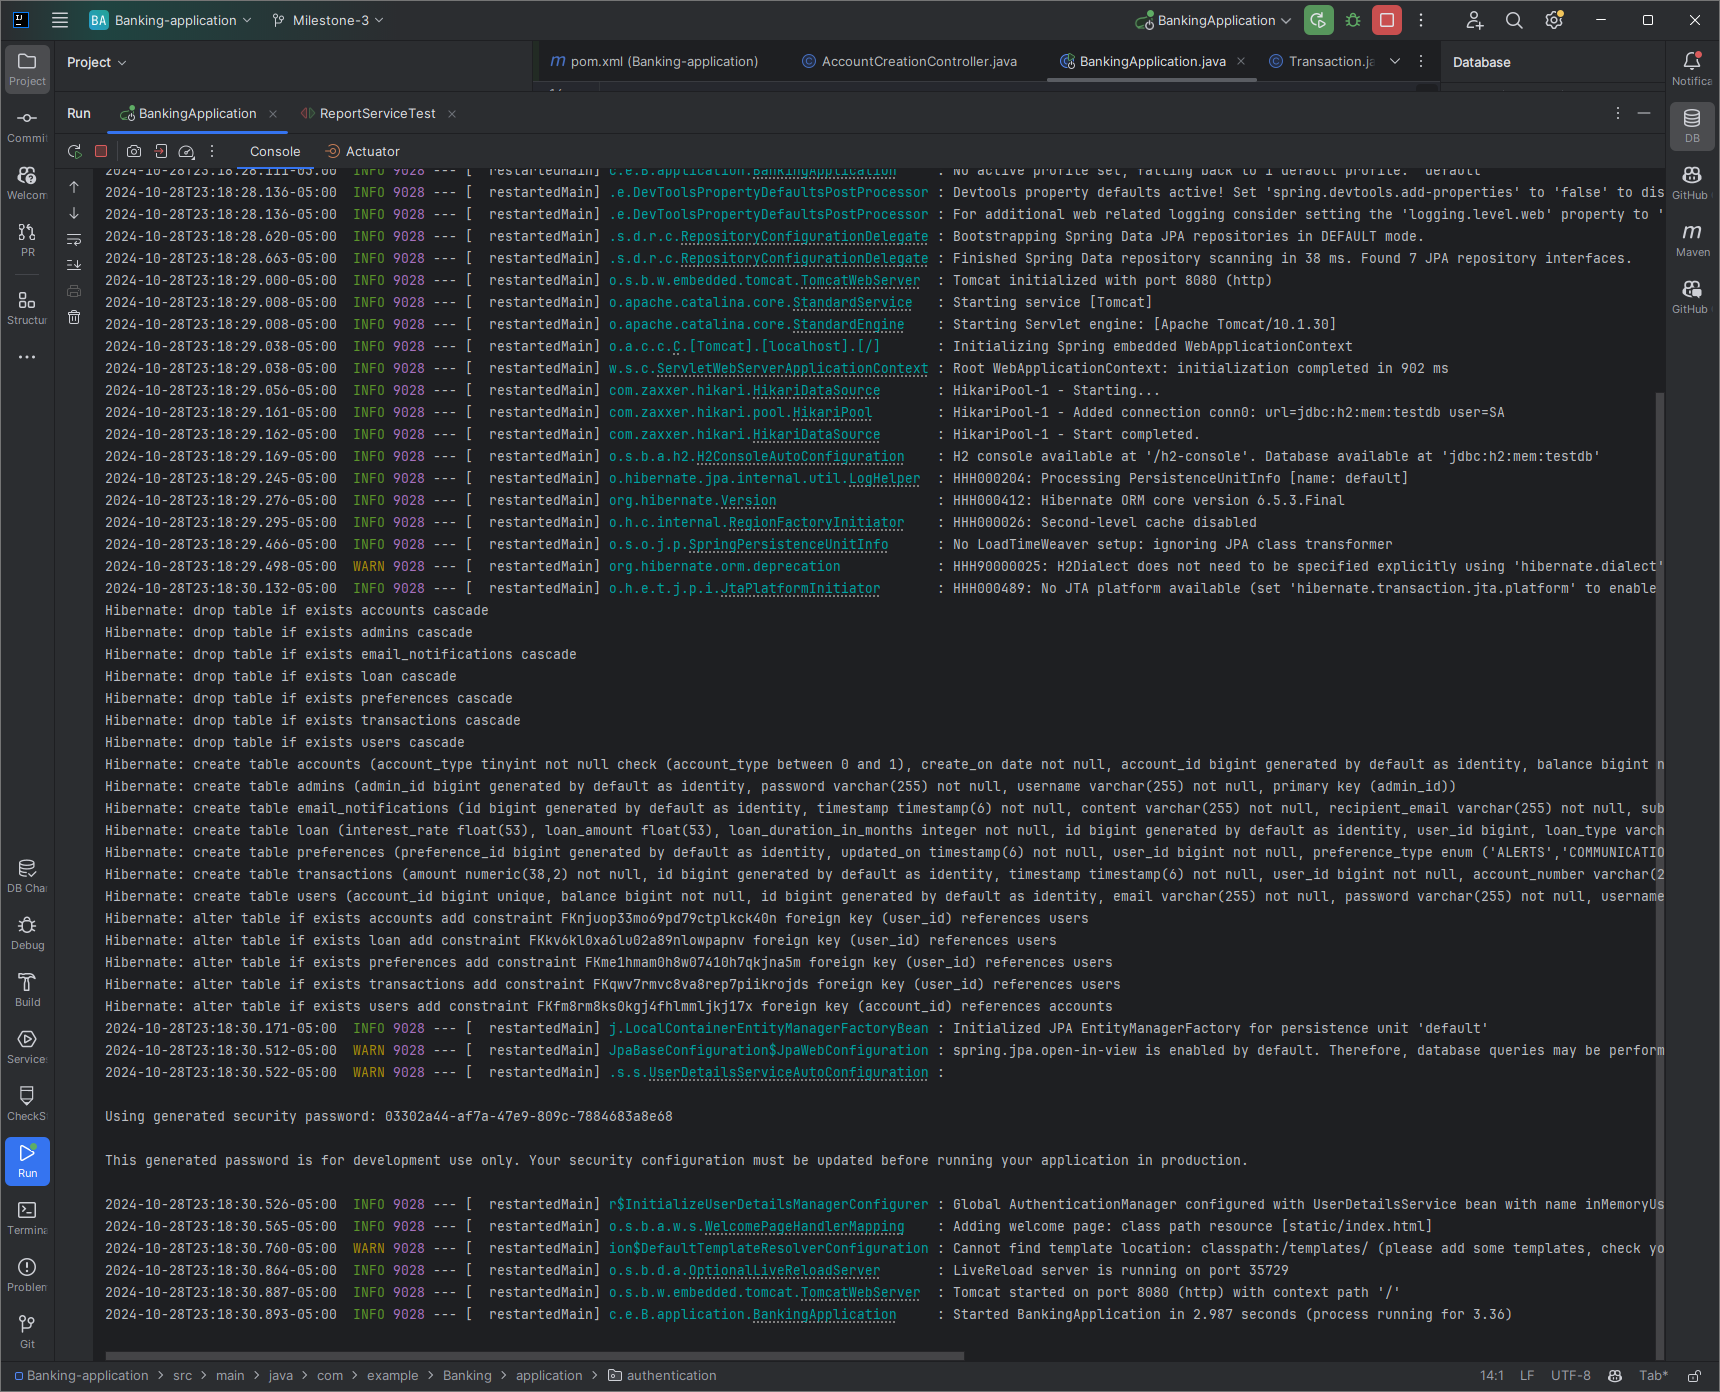 BA Banking-application Milestone-3 BankingApplication
Project
pom.xml (Banking-application) AccountCreationController.java BankingApplication.java Transaction.ja Database
Run BankingApplication ReportServiceTest
Console Actuator
Project
Commit
Welcom
PR
Structur
DB Cha
Debug
Build
Service
CheckS
Run
Termina
Problem
Git
Notifica
DB
GitHub
Maven
GitHub
2024-10-28T23:18:28.111-05:00 INFO 9028 --- [ restartedMain] c.e.B.application.BankingApplication : No active profile set, falling back to 1 default profile: "default"
2024-10-28T23:18:28.136-05:00 INFO 9028 --- [ restartedMain] .e.DevToolsPropertyDefaultsPostProcessor : Devtools property defaults active! Set 'spring.devtools.add-properties' to 'false' to dis
2024-10-28T23:18:28.136-05:00 INFO 9028 --- [ restartedMain] .e.DevToolsPropertyDefaultsPostProcessor : For additional web related logging consider setting the 'logging.level.web' property to '
2024-10-28T23:18:28.620-05:00 INFO 9028 --- [ restartedMain] .s.d.r.c.RepositoryConfigurationDelegate : Bootstrapping Spring Data JPA repositories in DEFAULT mode.
2024-10-28T23:18:28.663-05:00 INFO 9028 --- [ restartedMain] .s.d.r.c.RepositoryConfigurationDelegate : Finished Spring Data repository scanning in 38 ms. Found 7 JPA repository interfaces.
2024-10-28T23:18:29.000-05:00 INFO 9028 --- [ restartedMain] o.s.b.w.embedded.tomcat.TomcatWebServer : Tomcat initialized with port 8080 (http)
2024-10-28T23:18:29.008-05:00 INFO 9028 --- [ restartedMain] o.apache.catalina.core.StandardService : Starting service [Tomcat]
2024-10-28T23:18:29.008-05:00 INFO 9028 --- [ restartedMain] o.apache.catalina.core.StandardEngine : Starting Servlet engine: [Apache Tomcat/10.1.30]
2024-10-28T23:18:29.038-05:00 INFO 9028 --- [ restartedMain] o.a.c.c.C.[Tomcat].[localhost].[/] : Initializing Spring embedded WebApplicationContext
2024-10-28T23:18:29.038-05:00 INFO 9028 --- [ restartedMain] w.s.c.ServletWebServerApplicationContext : Root WebApplicationContext: initialization completed in 902 ms
2024-10-28T23:18:29.056-05:00 INFO 9028 --- [ restartedMain] com.zaxxer.hikari.HikariDataSource : HikariPool-1 - Starting...
2024-10-28T23:18:29.161-05:00 INFO 9028 --- [ restartedMain] com.zaxxer.hikari.pool.HikariPool : HikariPool-1 - Added connection conn0: url=jdbc:h2:mem:testdb user=SA
2024-10-28T23:18:29.162-05:00 INFO 9028 --- [ restartedMain] com.zaxxer.hikari.HikariDataSource : HikariPool-1 - Start completed.
2024-10-28T23:18:29.169-05:00 INFO 9028 --- [ restartedMain] o.s.b.a.h2.H2ConsoleAutoConfiguration : H2 console available at '/h2-console'. Database available at 'jdbc:h2:mem:testdb'
2024-10-28T23:18:29.245-05:00 INFO 9028 --- [ restartedMain] o.hibernate.jpa.internal.util.LogHelper : HHH000204: Processing PersistenceUnitInfo [name: default]
2024-10-28T23:18:29.276-05:00 INFO 9028 --- [ restartedMain] org.hibernate.Version : HHH000412: Hibernate ORM core version 6.5.3.Final
2024-10-28T23:18:29.295-05:00 INFO 9028 --- [ restartedMain] o.h.c.internal.RegionFactoryInitiator : HHH000026: Second-level cache disabled
2024-10-28T23:18:29.466-05:00 INFO 9028 --- [ restartedMain] o.s.o.j.p.SpringPersistenceUnitInfo : No LoadTimeWeaver setup: ignoring JPA class transformer
2024-10-28T23:18:29.498-05:00 WARN 9028 --- [ restartedMain] org.hibernate.orm.deprecation : HHH90000025: H2Dialect does not need to be specified explicitly using 'hibernate.dialect'
2024-10-28T23:18:30.132-05:00 INFO 9028 --- [ restartedMain] o.h.e.t.j.p.i.JtaPlatformInitiator : HHH000489: No JTA platform available (set 'hibernate.transaction.jta.platform' to enable
Hibernate: drop table if exists accounts cascade
Hibernate: drop table if exists admins cascade
Hibernate: drop table if exists email_notifications cascade
Hibernate: drop table if exists loan cascade
Hibernate: drop table if exists preferences cascade
Hibernate: drop table if exists transactions cascade
Hibernate: drop table if exists users cascade
Hibernate: create table accounts (account_type tinyint not null check (account_type between 0 and 1), create_on date not null, account_id bigint generated by default as identity, balance bigint n
Hibernate: create table admins (admin_id bigint generated by default as identity, password varchar(255) not null, username varchar(255) not null, primary key (admin_id))
Hibernate: create table email_notifications (id bigint generated by default as identity, timestamp timestamp(6) not null, content varchar(255) not null, recipient_email varchar(255) not null, sub
Hibernate: create table loan (interest_rate float(53), loan_amount float(53), loan_duration_in_months integer not null, id bigint generated by default as identity, user_id bigint, loan_type varch
Hibernate: create table preferences (preference_id bigint generated by default as identity, updated_on timestamp(6) not null, user_id bigint not null, preference_type enum ('ALERTS','COMMUNICATIO
Hibernate: create table transactions (amount numeric(38,2) not null, id bigint generated by default as identity, timestamp timestamp(6) not null, user_id bigint not null, account_number varchar(2
Hibernate: create table users (account_id bigint unique, balance bigint not null, id bigint generated by default as identity, email varchar(255) not null, password varchar(255) not null, username
Hibernate: alter table if exists accounts add constraint FKnjuop33mo69pd79ctplkck40n foreign key (user_id) references users
Hibernate: alter table if exists loan add constraint FKkv6kl0xa6lu02a89nlowpapnv foreign key (user_id) references users
Hibernate: alter table if exists preferences add constraint FKme1hmam0h8w07410h7qkjna5m foreign key (user_id) references users
Hibernate: alter table if exists transactions add constraint FKqwv7rmvc8va8rep7piikrojds foreign key (user_id) references users
Hibernate: alter table if exists users add constraint FKfm8rm8ks0kgj4fhlmmljkj17x foreign key (account_id) references accounts
2024-10-28T23:18:30.171-05:00 INFO 9028 --- [ restartedMain] j.LocalContainerEntityManagerFactoryBean : Initialized JPA EntityManagerFactory for persistence unit 'default'
2024-10-28T23:18:30.512-05:00 WARN 9028 --- [ restartedMain] JpaBaseConfiguration$JpaWebConfiguration : spring.jpa.open-in-view is enabled by default. Therefore, database queries may be perform
2024-10-28T23:18:30.522-05:00 WARN 9028 --- [ restartedMain] .s.s.UserDetailsServiceAutoConfiguration :
Using generated security password: 03302a44-af7a-47e9-809c-7884683a8e68
This generated password is for development use only. Your security configuration must be updated before running your application in production.
2024-10-28T23:18:30.526-05:00 INFO 9028 --- [ restartedMain] r$InitializeUserDetailsManagerConfigurer : Global AuthenticationManager configured with UserDetailsService bean with name inMemoryUs
2024-10-28T23:18:30.565-05:00 INFO 9028 --- [ restartedMain] o.s.b.a.w.s.WelcomePageHandlerMapping : Adding welcome page: class path resource [static/index.html]
2024-10-28T23:18:30.760-05:00 WARN 9028 --- [ restartedMain] ion$DefaultTemplateResolverConfiguration : Cannot find template location: classpath:/templates/ (please add some templates, check yo
2024-10-28T23:18:30.864-05:00 INFO 9028 --- [ restartedMain] o.s.b.d.a.OptionalLiveReloadServer : LiveReload server is running on port 35729
2024-10-28T23:18:30.887-05:00 INFO 9028 --- [ restartedMain] o.s.b.w.embedded.tomcat.TomcatWebServer : Tomcat started on port 8080 (http) with context path '/'
2024-10-28T23:18:30.893-05:00 INFO 9028 --- [ restartedMain] c.e.B.application.BankingApplication : Started BankingApplication in 2.987 seconds (process running for 3.36)
Banking-application > src > main > java > com > example > Banking > application > authentication 14:1 LF UTF-8 Tab*